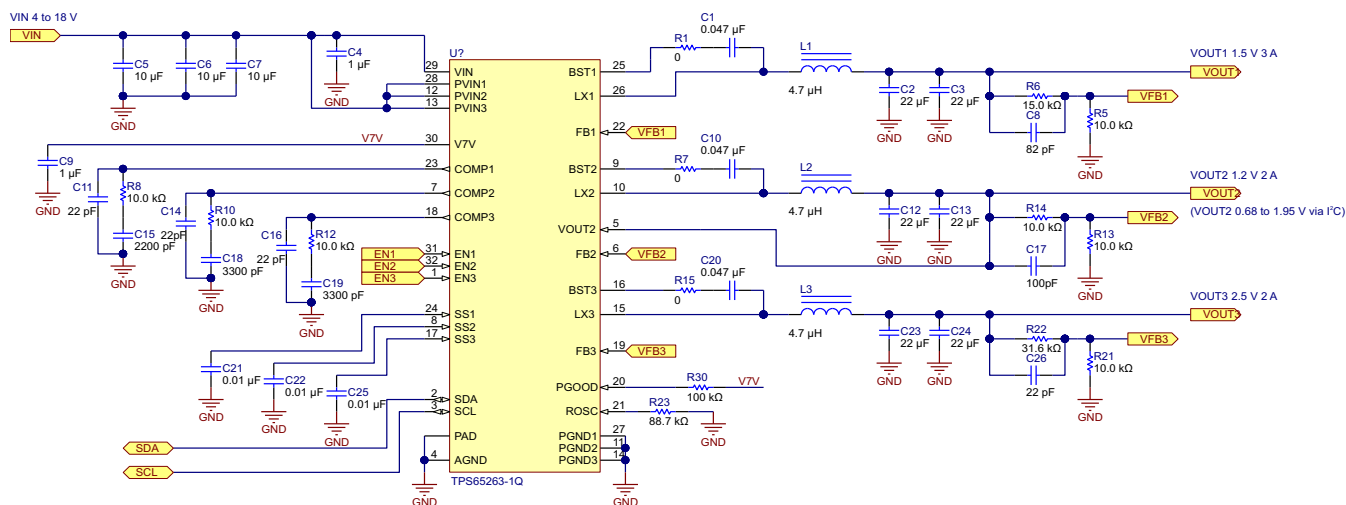 VIN 4 to 18 V
VIN
C5
10 µF
C6
10 µF
C7
10 µF
GND
C4
1 µF
GND
U?
29 VIN
28 PVIN1
12 PVIN2
13 PVIN3
V7V 30 V7V
C9
1 µF
GND
23 COMP1
C11
22 pF
R8
10.0 kΩ
C15
2200 pF
GND
7 COMP2
C14
22pF
R10
10.0 kΩ
C18
3300 pF
GND
18 COMP3
C16
22 pF
R12
10.0 kΩ
C19
3300 pF
GND
EN1 31 EN1
EN2 32 EN2
EN3 1 EN3
24 SS1
8 SS2
17 SS3
C21
0.01 µF
GND
C22
0.01 µF
GND
C25
0.01 µF
GND
2 SDA
3 SCL
SDA
SCL
PAD
4 AGND
GND
TPS65263-1Q
BST1 25
R1
0
C1
0.047 µF
LX1 26
L1
4.7 µH
C2
22 µF
GND
C3
22 µF
GND
VOUT1 1.5 V 3 A
VOUT1
R6
15.0 kΩ
C8
82 pF
VFB1
R5
10.0 kΩ
GND
FB1 22 VFB1
BST2 9
R7
0
C10
0.047 µF
LX2 10
L2
4.7 µH
C12
22 µF
GND
C13
22 µF
GND
VOUT2 1.2 V 2 A
VOUT2
(VOUT2 0.68 to 1.95 V via I²C)
R14
10.0 kΩ
C17
100pF
VFB2
R13
10.0 kΩ
GND
VOUT2 5
FB2 6 VFB2
BST3 16
R15
0
C20
0.047 µF
LX3 15
L3
4.7 µH
C23
22 µF
GND
C24
22 µF
GND
VOUT3 2.5 V 2 A
VOUT3
R22
31.6 kΩ
C26
22 pF
VFB3
R21
10.0 kΩ
GND
FB3 19 VFB3
PGOOD 20
R30
100 kΩ
V7V
ROSC 21
R23
88.7 kΩ
GND
PGND1 27
PGND2 11
PGND3 14
GND